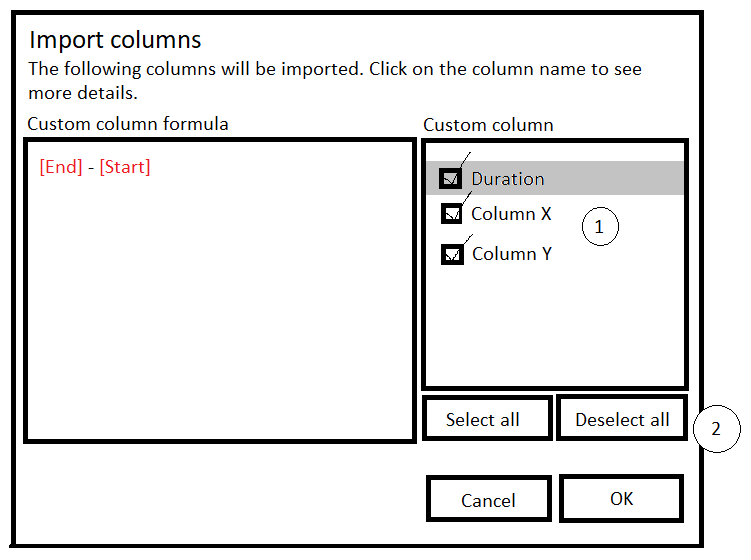 Import columns
The following columns will be imported. Click on the column name to see
more details.
Custom column formula
Custom column
[End] - [Start]
Duration
Column X
1
Column Y
Select all
Deselect all
2
Cancel
OK